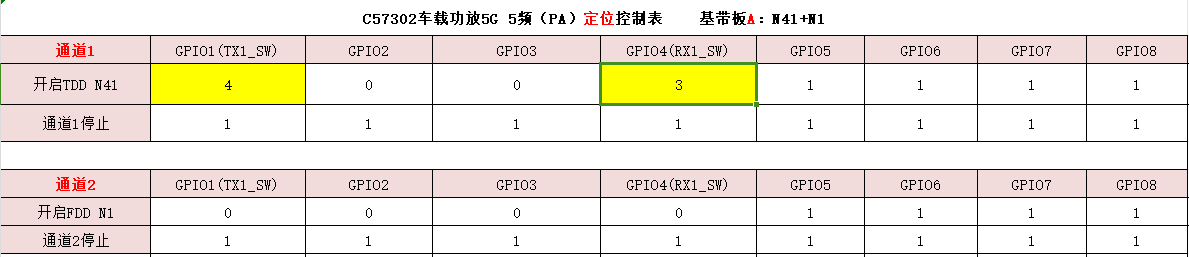 C57302车载功放5G 5频（PA）定位控制表 基带板A：N41+N1
通道1 GPIO1(TX1_SW) GPIO2 GPIO3 GPIO4(RX1_SW) GPIO5 GPIO6 GPIO7 GPIO8
开启TDD N41 4 0 0 3 1 1 1 1
通道1停止 1 1 1 1 1 1 1 1
通道2 GPIO1(TX1_SW) GPIO2 GPIO3 GPIO4(RX1_SW) GPIO5 GPIO6 GPIO7 GPIO8
开启FDD N1 0 0 0 0 1 1 1 1
通道2停止 1 1 1 1 1 1 1 1